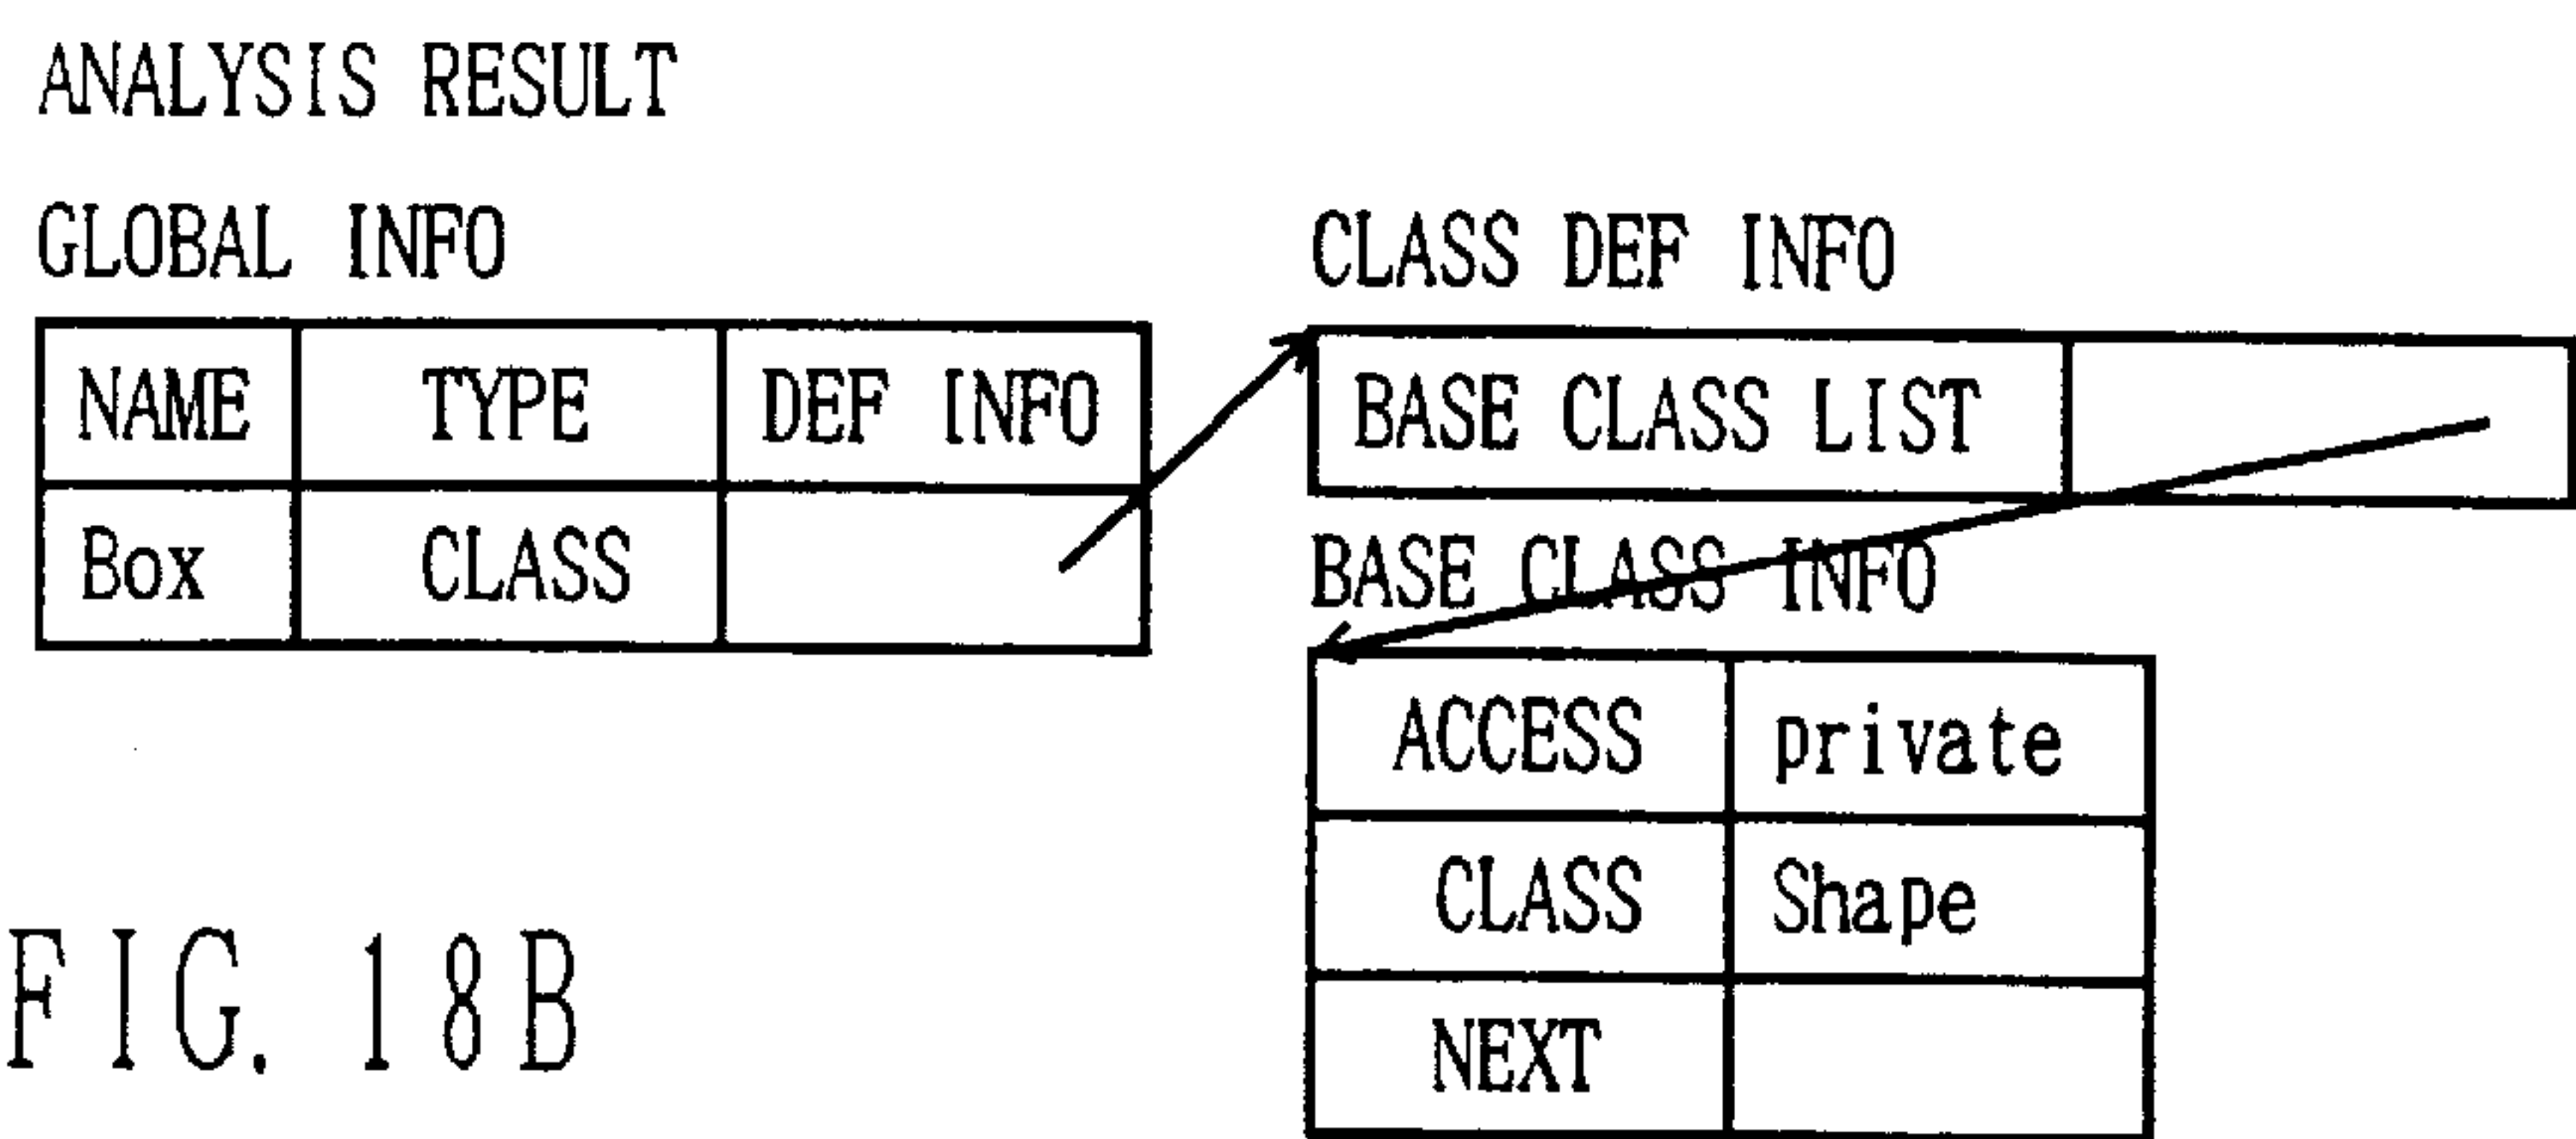 ANALYSIS RESULT
GLOBAL INFO
NAME TYPE DEF INFO
Box CLASS
CLASS DEF INFO
BASE CLASS LIST
BASE CLASS INFO
ACCESS private
CLASS Shape
NEXT
FIG. 18B